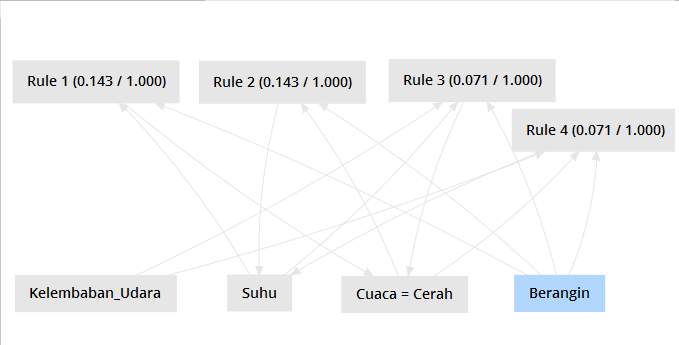 Rule 1 (0.143 / 1.000)
Rule 2 (0.143 / 1.000)
Rule 3 (0.071 / 1.000)
Rule 4 (0.071 / 1.000)
Kelembaban_Udara
Suhu
Cuaca = Cerah
Berangin